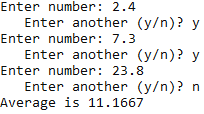 Enter number: 2.4
Enter another (y/n)? y
Enter number: 7.3
Enter another (y/n)? y
Enter number: 23.8
Enter another (y/n)? n
Average is 11.1667